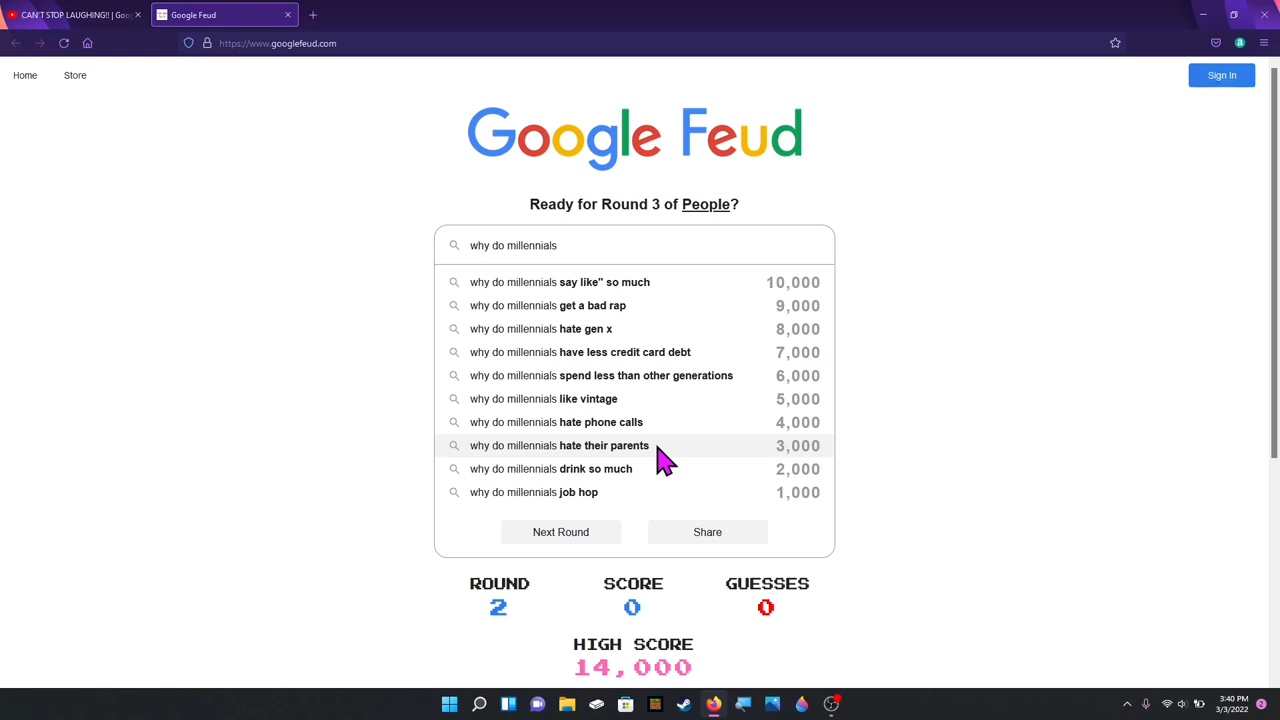 CAN'T STOP LAUGHING!! | Goo
Google Feud
https://www.googlefeud.com
Home
Store
Sign In
Google Feud
Ready for Round 3 of People?
why do millennials
why do millennials say like" so much 10,000
why do millennials get a bad rap 9,000
why do millennials hate gen x 8,000
why do millennials have less credit card debt 7,000
why do millennials spend less than other generations 6,000
why do millennials like vintage 5,000
why do millennials hate phone calls 4,000
why do millennials hate their parents 3,000
why do millennials drink so much 2,000
why do millennials job hop 1,000
Next Round
Share
ROUND SCORE GUESSES
2 0 0
HIGH SCORE
14,000
3:40 PM
3/3/2022
2